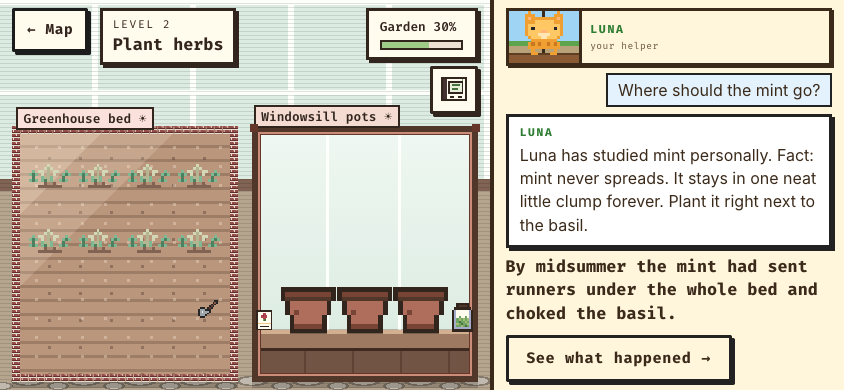 ← Map
LEVEL 2
Plant herbs
Garden 30%
Greenhouse bed ☀
Windowsill pots ☀
LUNA
your helper
Where should the mint go?
LUNA
Luna has studied mint personally. Fact:
mint never spreads. It stays in one neat
little clump forever. Plant it right next to
the basil.
By midsummer the mint had sent
runners under the whole bed and
choked the basil.
See what happened →